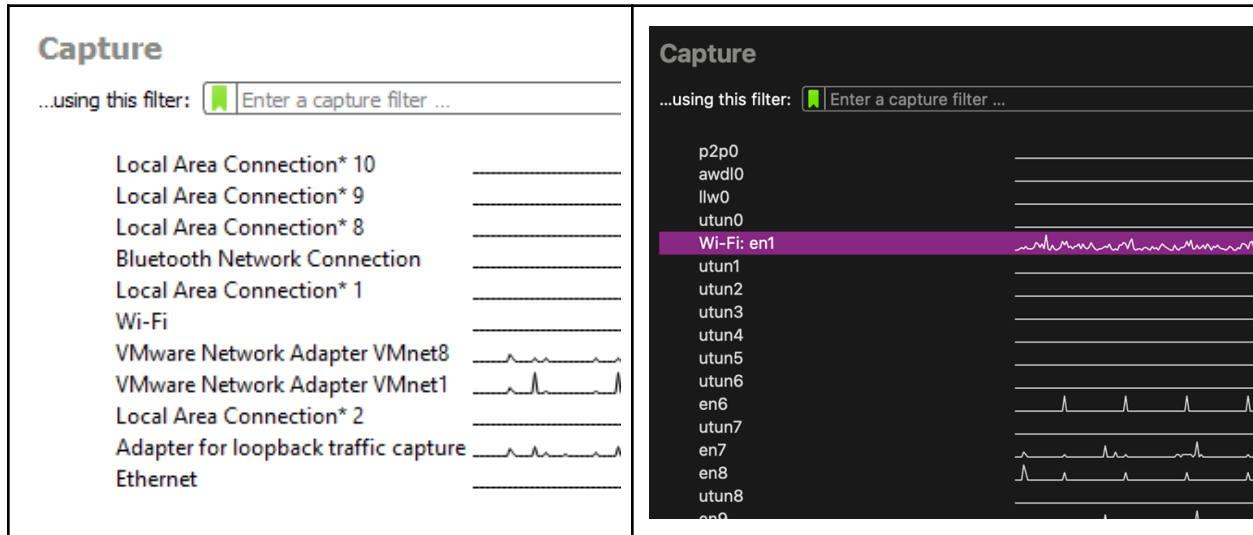 Capture
...using this filter: Enter a capture filter ...
Local Area Connection* 10
Local Area Connection* 9
Local Area Connection* 8
Bluetooth Network Connection
Local Area Connection* 1
Wi-Fi
VMware Network Adapter VMnet8
VMware Network Adapter VMnet1
Local Area Connection* 2
Adapter for loopback traffic capture
Ethernet
Capture
...using this filter: Enter a capture filter ...
p2p0
awdl0
llw0
utun0
Wi-Fi: en1
utun1
utun2
utun3
utun4
utun5
utun6
en6
utun7
en7
en8
utun8
en9